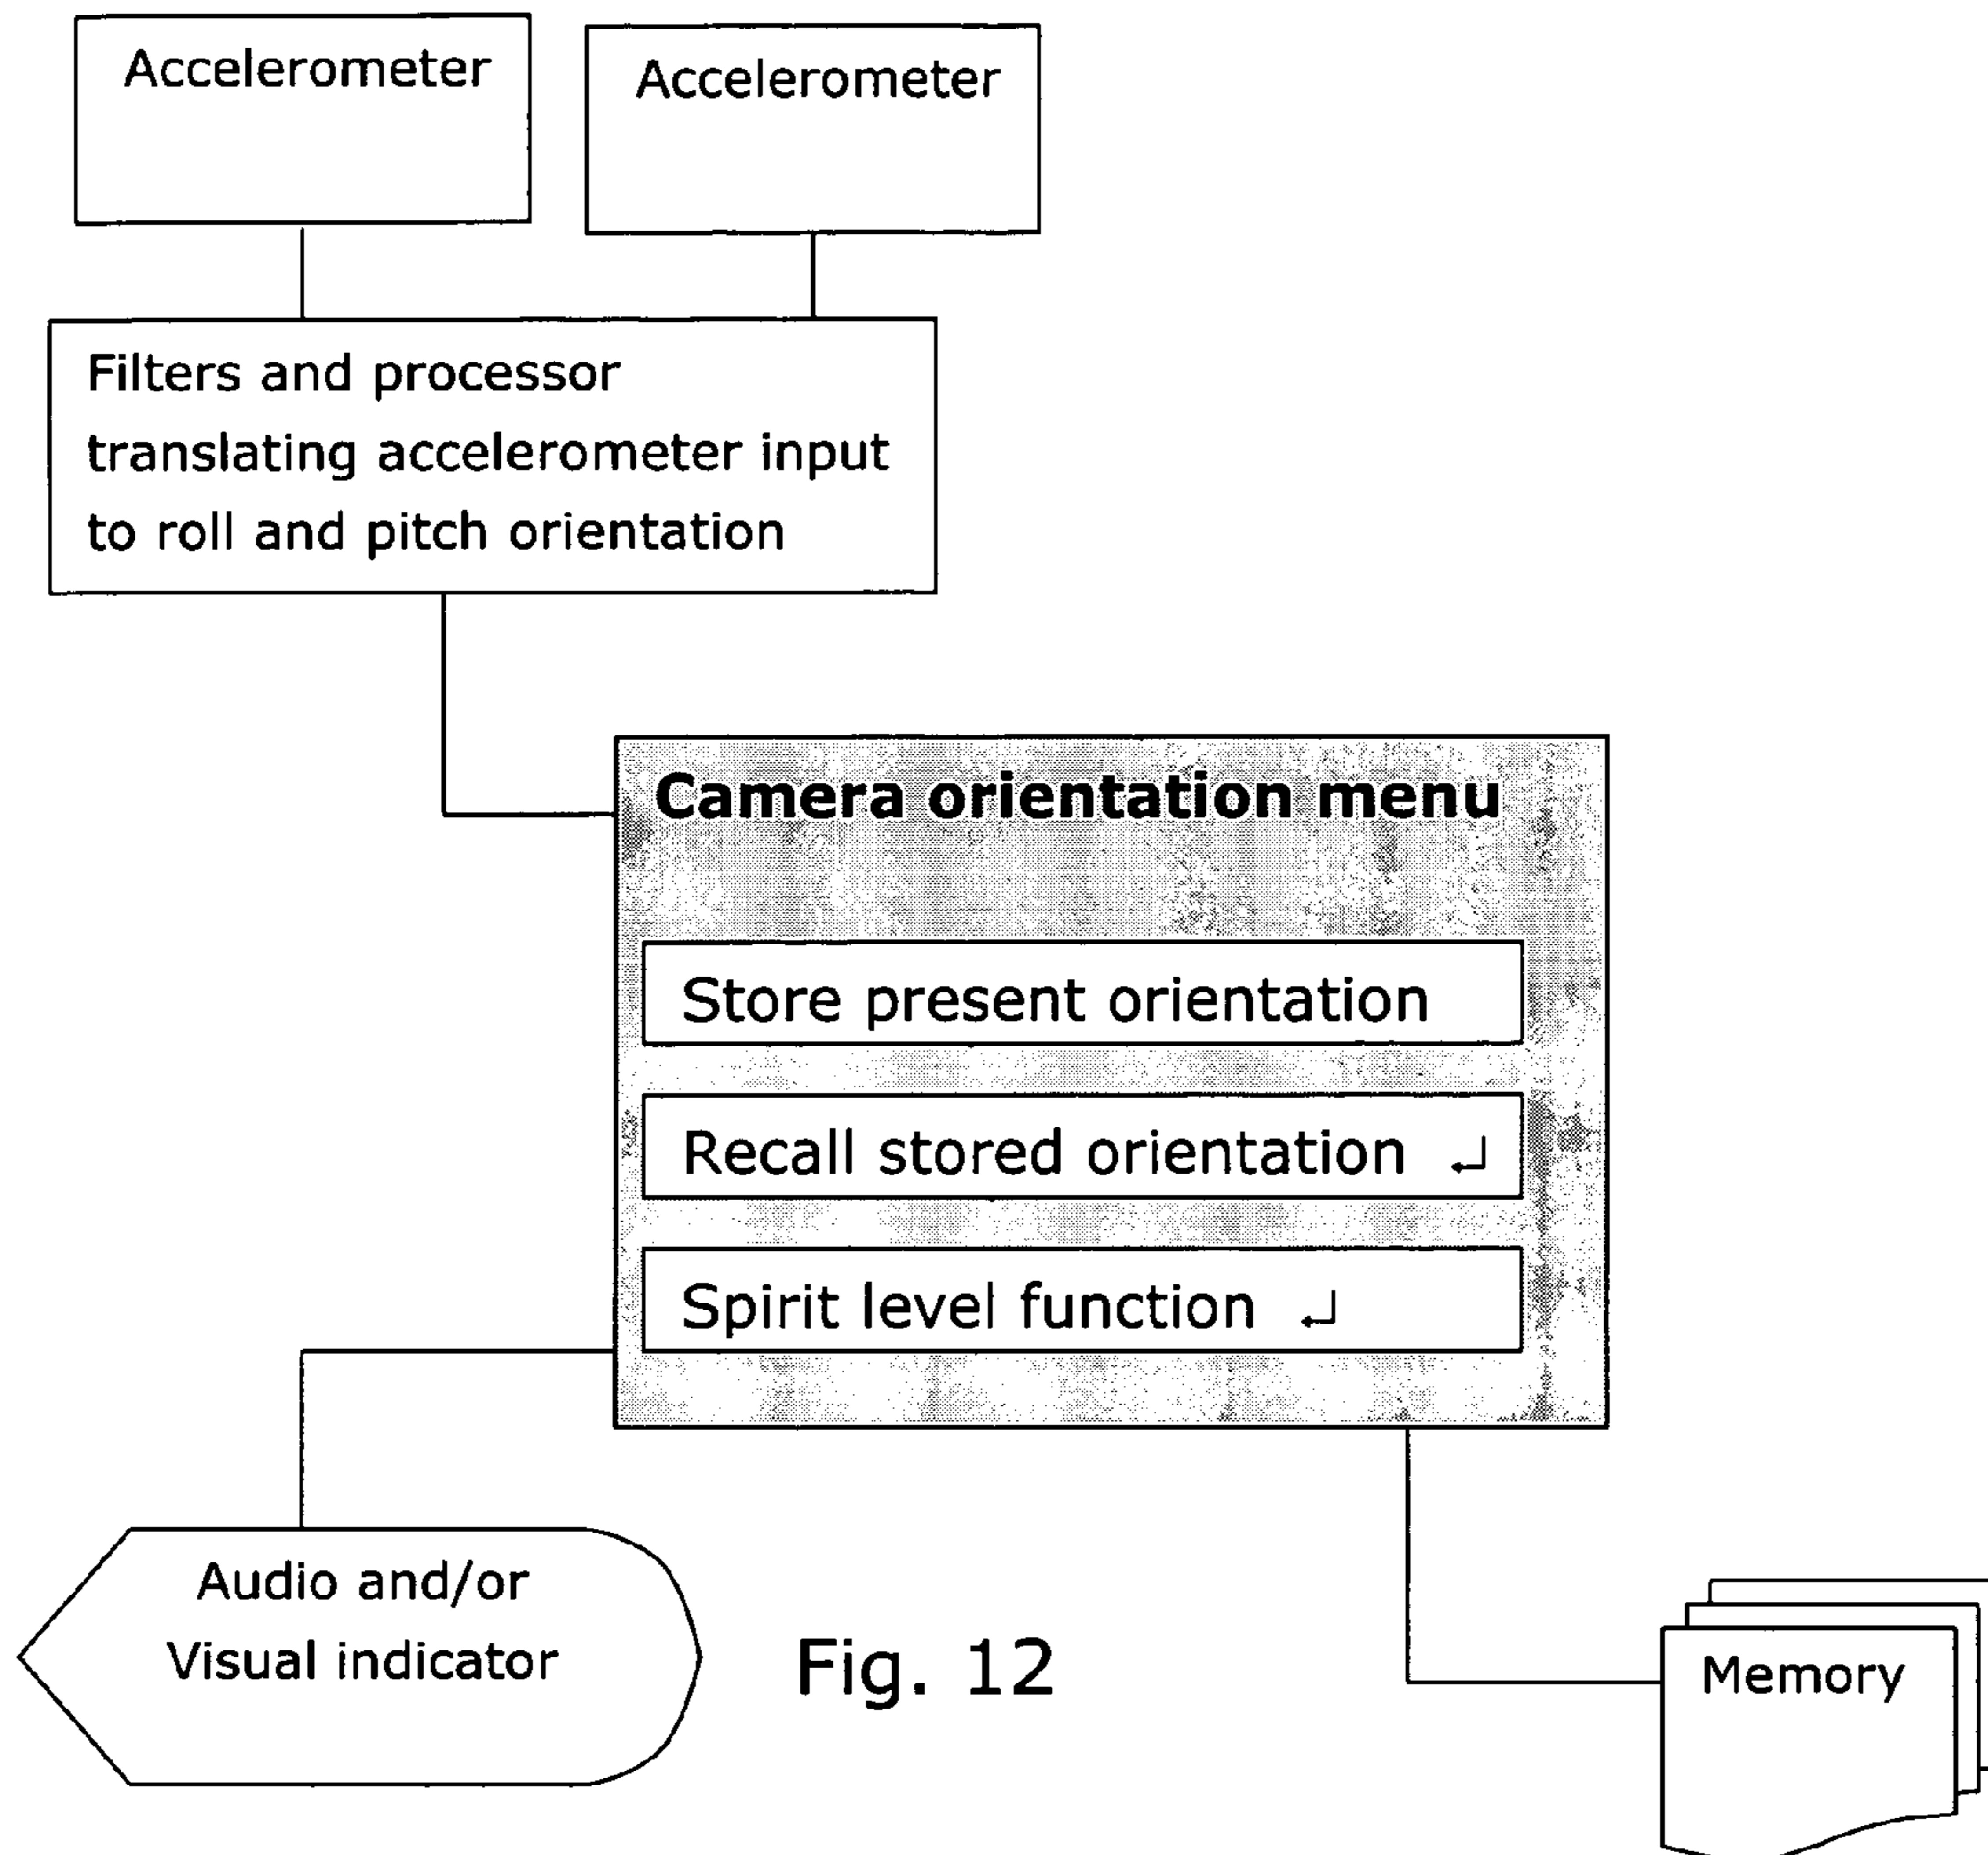 Accelerometer
Accelerometer
Filters and processor
translating accelerometer input
to roll and pitch orientation
Camera orientation menu
Store present orientation
Recall stored orientation ↵
Spirit level function ↵
Audio and/or
Visual indicator
Fig. 12
Memory